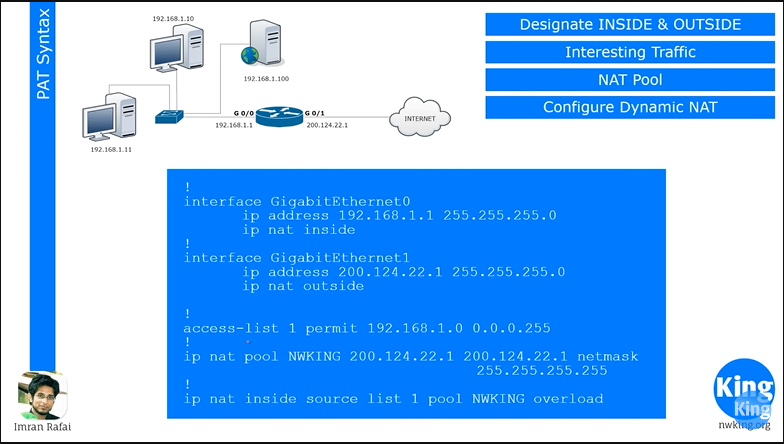 PAT Syntax
192.168.1.10
192.168.1.100
G 0/0
G 0/1
192.168.1.1
200.124.22.1
INTERNET
192.168.1.11
Designate INSIDE & OUTSIDE
Interesting Traffic
NAT Pool
Configure Dynamic NAT
!
interface GigabitEthernet0
ip address 192.168.1.1 255.255.255.0
ip nat inside
!
interface GigabitEthernet1
ip address 200.124.22.1 255.255.255.0
ip nat outside
!
access-list 1 permit 192.168.1.0 0.0.0.255
!
ip nat pool NWKING 200.124.22.1 200.124.22.1 netmask
255.255.255.255
!
ip nat inside source list 1 pool NWKING overload
Imran Rafai
King
King
nwking.org